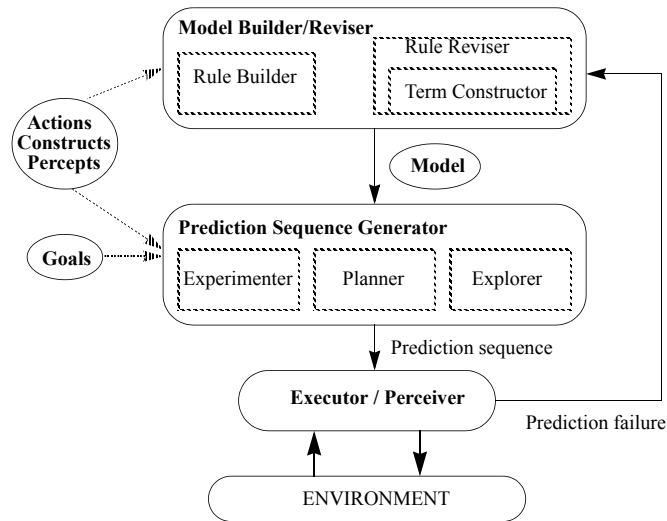 Model Builder/Reviser
Rule Reviser
Rule Builder
Term Constructor
Actions
Constructs
Percepts
Model
Prediction Sequence Generator
Goals
Experimenter
Planner
Explorer
Prediction sequence
Executor / Perceiver
Prediction failure
ENVIRONMENT